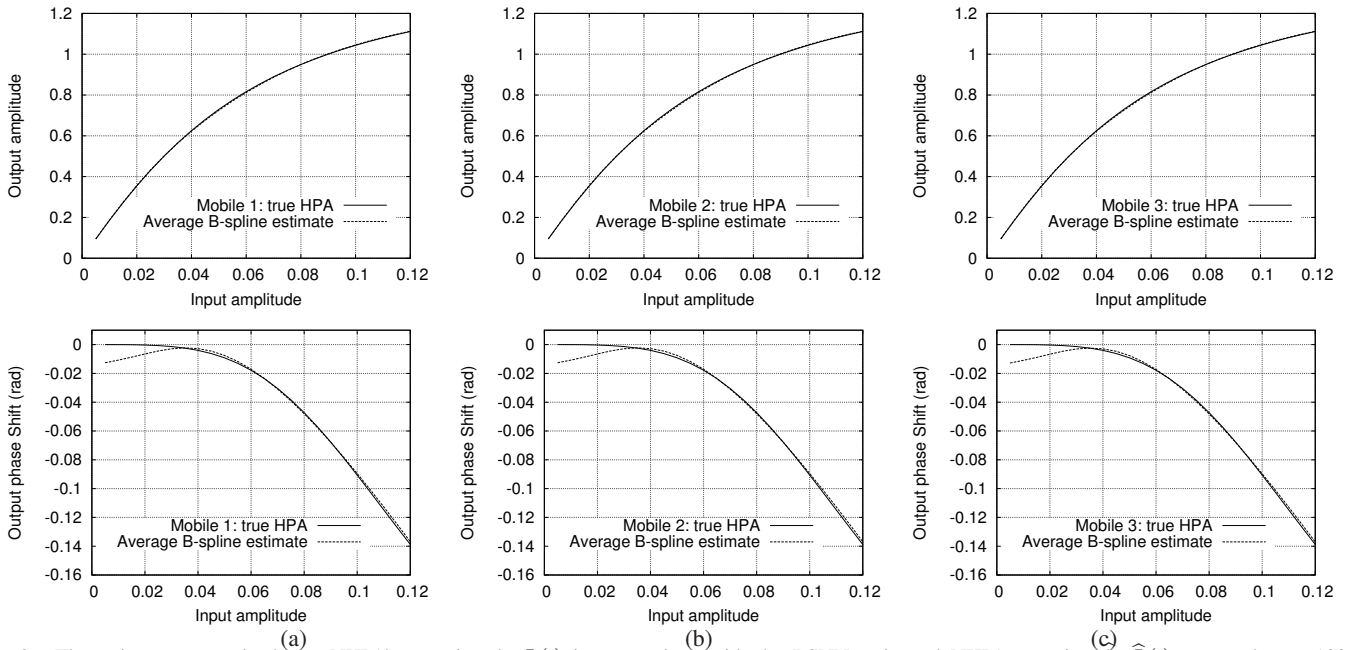 1.2
1
0.8
0.6
0.4
0.2
0
Output amplitude
Mobile 1: true HPA
Average B-spline estimate
0 0.02 0.04 0.06 0.08 0.1 0.12
Input amplitude
1.2
1
0.8
0.6
0.4
0.2
0
Output amplitude
Mobile 2: true HPA
Average B-spline estimate
0 0.02 0.04 0.06 0.08 0.1 0.12
Input amplitude
1.2
1
0.8
0.6
0.4
0.2
0
Output amplitude
Mobile 3: true HPA
Average B-spline estimate
0 0.02 0.04 0.06 0.08 0.1 0.12
Input amplitude
0
-0.02
-0.04
-0.06
-0.08
-0.1
-0.12
-0.14
-0.16
Output phase Shift (rad)
Mobile 1: true HPA
Average B-spline estimate
0 0.02 0.04 0.06 0.08 0.1 0.12
Input amplitude
(a)
0
-0.02
-0.04
-0.06
-0.08
-0.1
-0.12
-0.14
-0.16
Output phase Shift (rad)
Mobile 2: true HPA
Average B-spline estimate
0 0.02 0.04 0.06 0.08 0.1 0.12
Input amplitude
(b)
0
-0.02
-0.04
-0.06
-0.08
-0.1
-0.12
-0.14
-0.16
Output phase Shift (rad)
Mobile 3: true HPA
Average B-spline estimate
0 0.02 0.04 0.06 0.08 0.1 0.12
Input amplitude
(c)